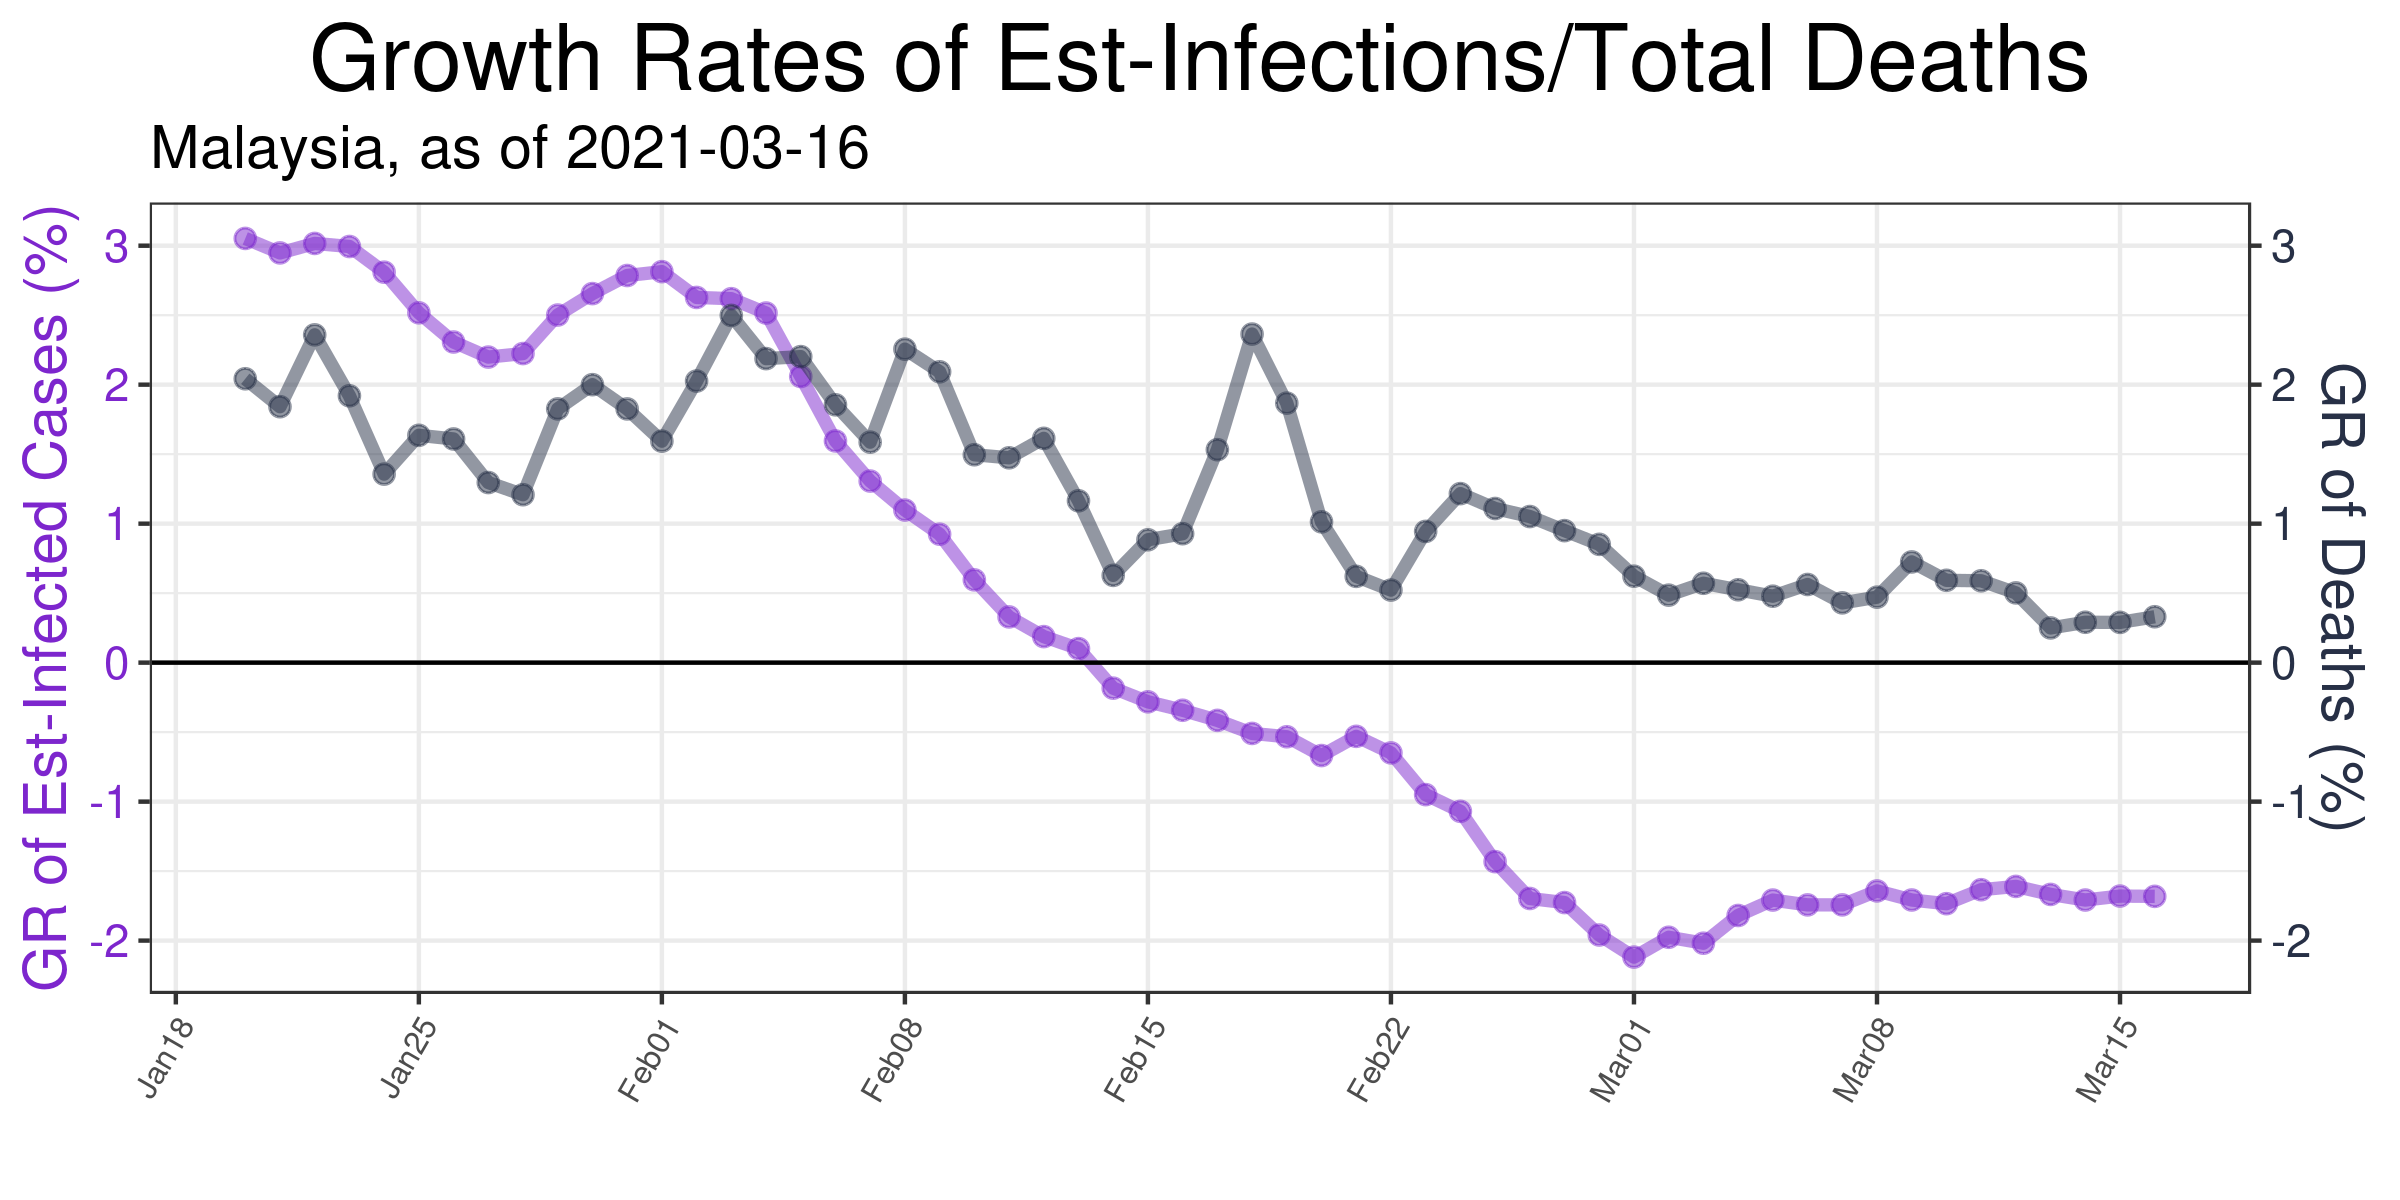 Growth Rates of Est-Infections/Total Deaths
Malaysia, as of 2021-03-16
GR of Est-Infected Cases (%)
3
2
1
0
-1
-2
3
2
1
0
-1
-2
GR of Deaths (%)
Jan18
Jan25
Feb01
Feb08
Feb15
Feb22
Mar01
Mar08
Mar15